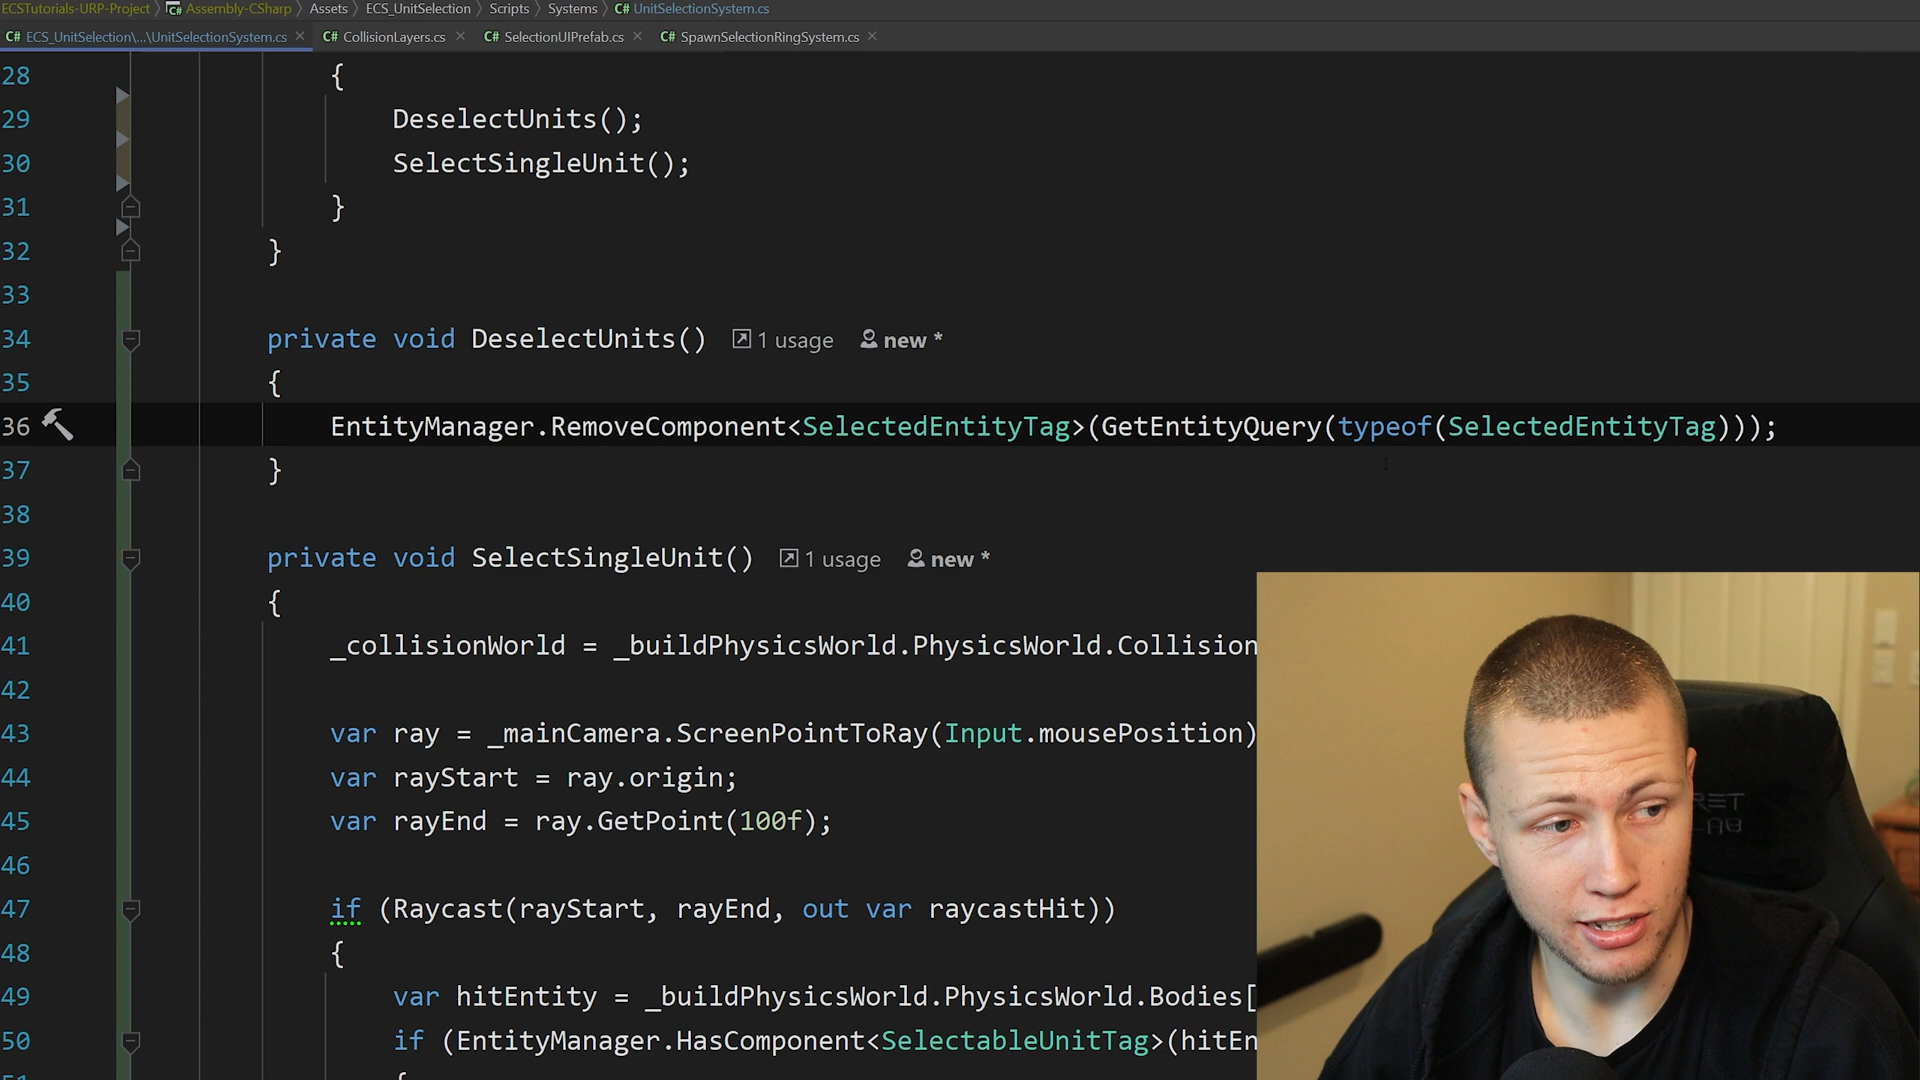 ECSTutorials-URP-Project Assembly-CSharp Assets ECS_UnitSelection Scripts Systems C# UnitSelectionSystem.cs
C# ECS_UnitSelection\...\UnitSelectionSystem.cs C# CollisionLayers.cs C# SelectionUIPrefab.cs C# SpawnSelectionRingSystem.cs
28 {
29 DeselectUnits();
30 SelectSingleUnit();
31 }
32 }
33
34 private void DeselectUnits() 1 usage new *
35 {
36 EntityManager.RemoveComponent<SelectedEntityTag>(GetEntityQuery(typeof(SelectedEntityTag)));
37 }
38
39 private void SelectSingleUnit() 1 usage new *
40 {
41 _collisionWorld = _buildPhysicsWorld.PhysicsWorld.Collision
42
43 var ray = _mainCamera.ScreenPointToRay(Input.mousePosition)
44 var rayStart = ray.origin;
45 var rayEnd = ray.GetPoint(100f);
46
47 if (Raycast(rayStart, rayEnd, out var raycastHit))
48 {
49 var hitEntity = _buildPhysicsWorld.PhysicsWorld.Bodies[
50 if (EntityManager.HasComponent<SelectableUnitTag>(hitEn